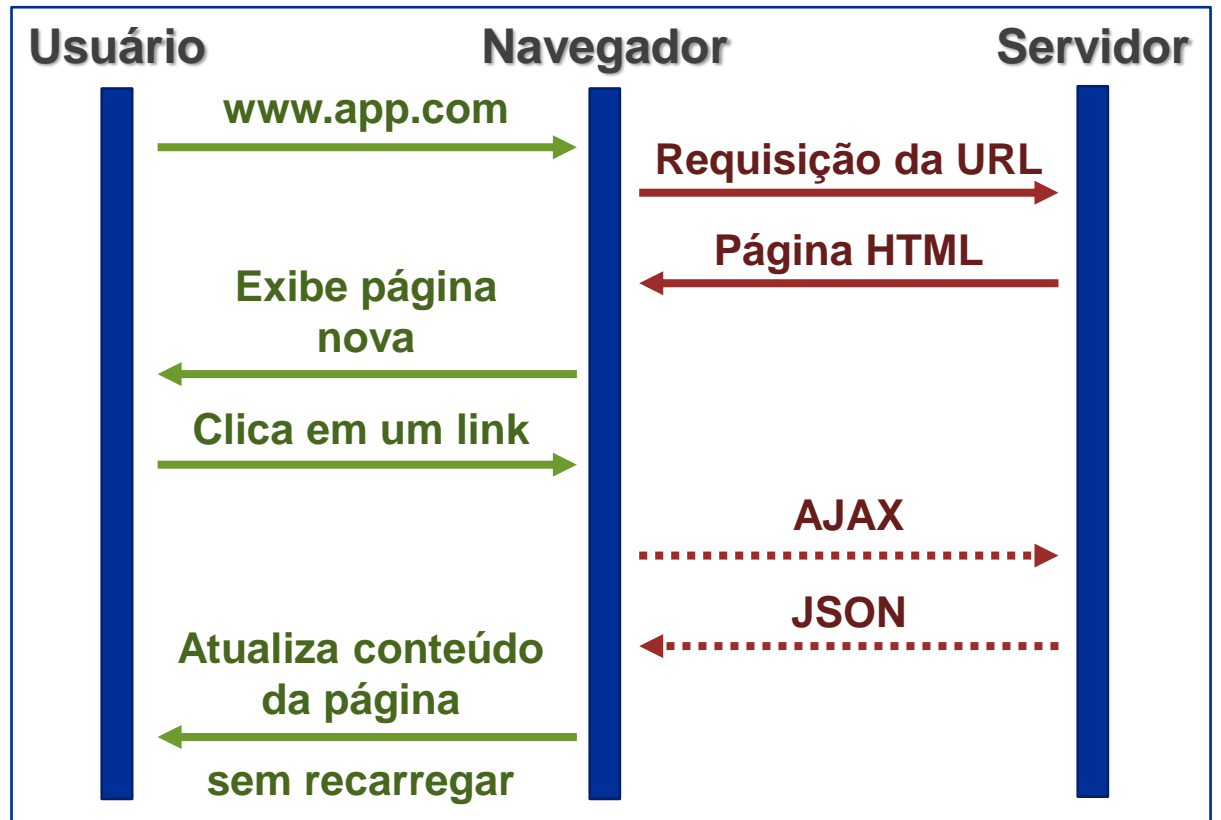 Usuário
Navegador
Servidor
www.app.com
Requisição da URL
Página HTML
Exibe página
nova
Clica em um link
AJAX
JSON
Atualiza conteúdo
da página
sem recarregar